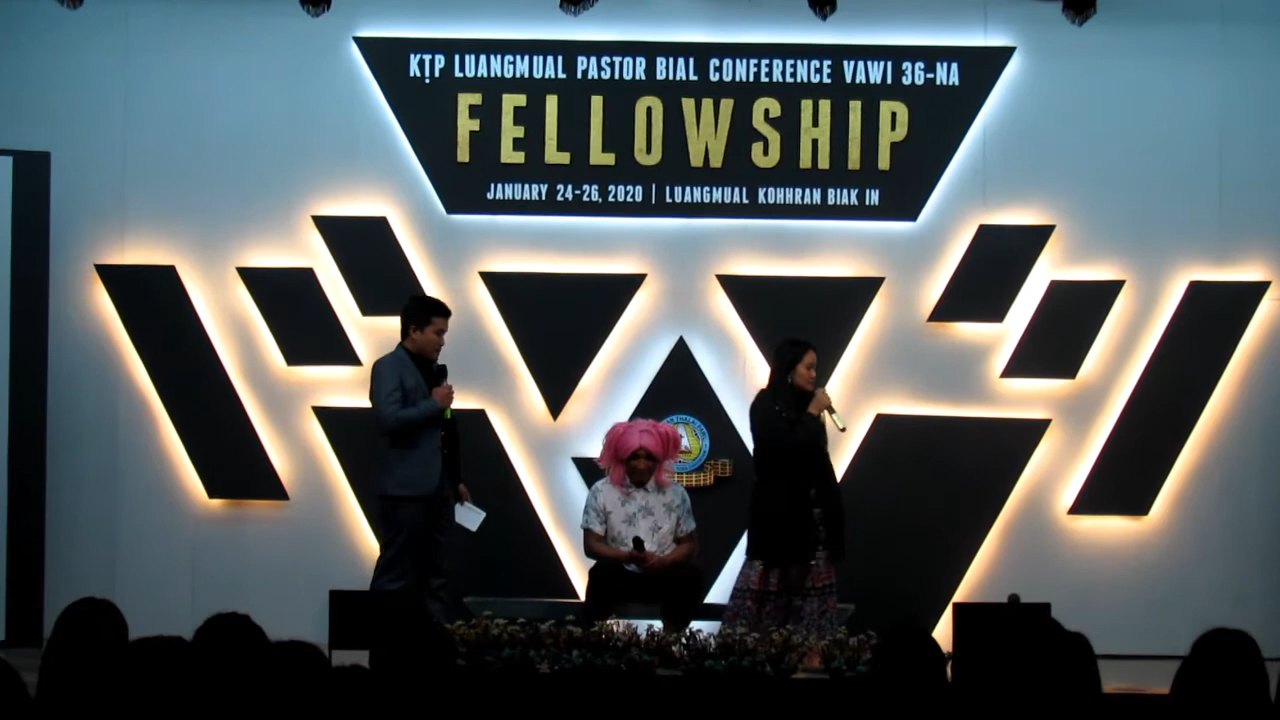 KṬP LUANGMUAL PASTOR BIAL CONFERENCE VAWI 36-NA
FELLOWSHIP
JANUARY 24-26, 2020 | LUANGMUAL KOHHRAN BIAK IN